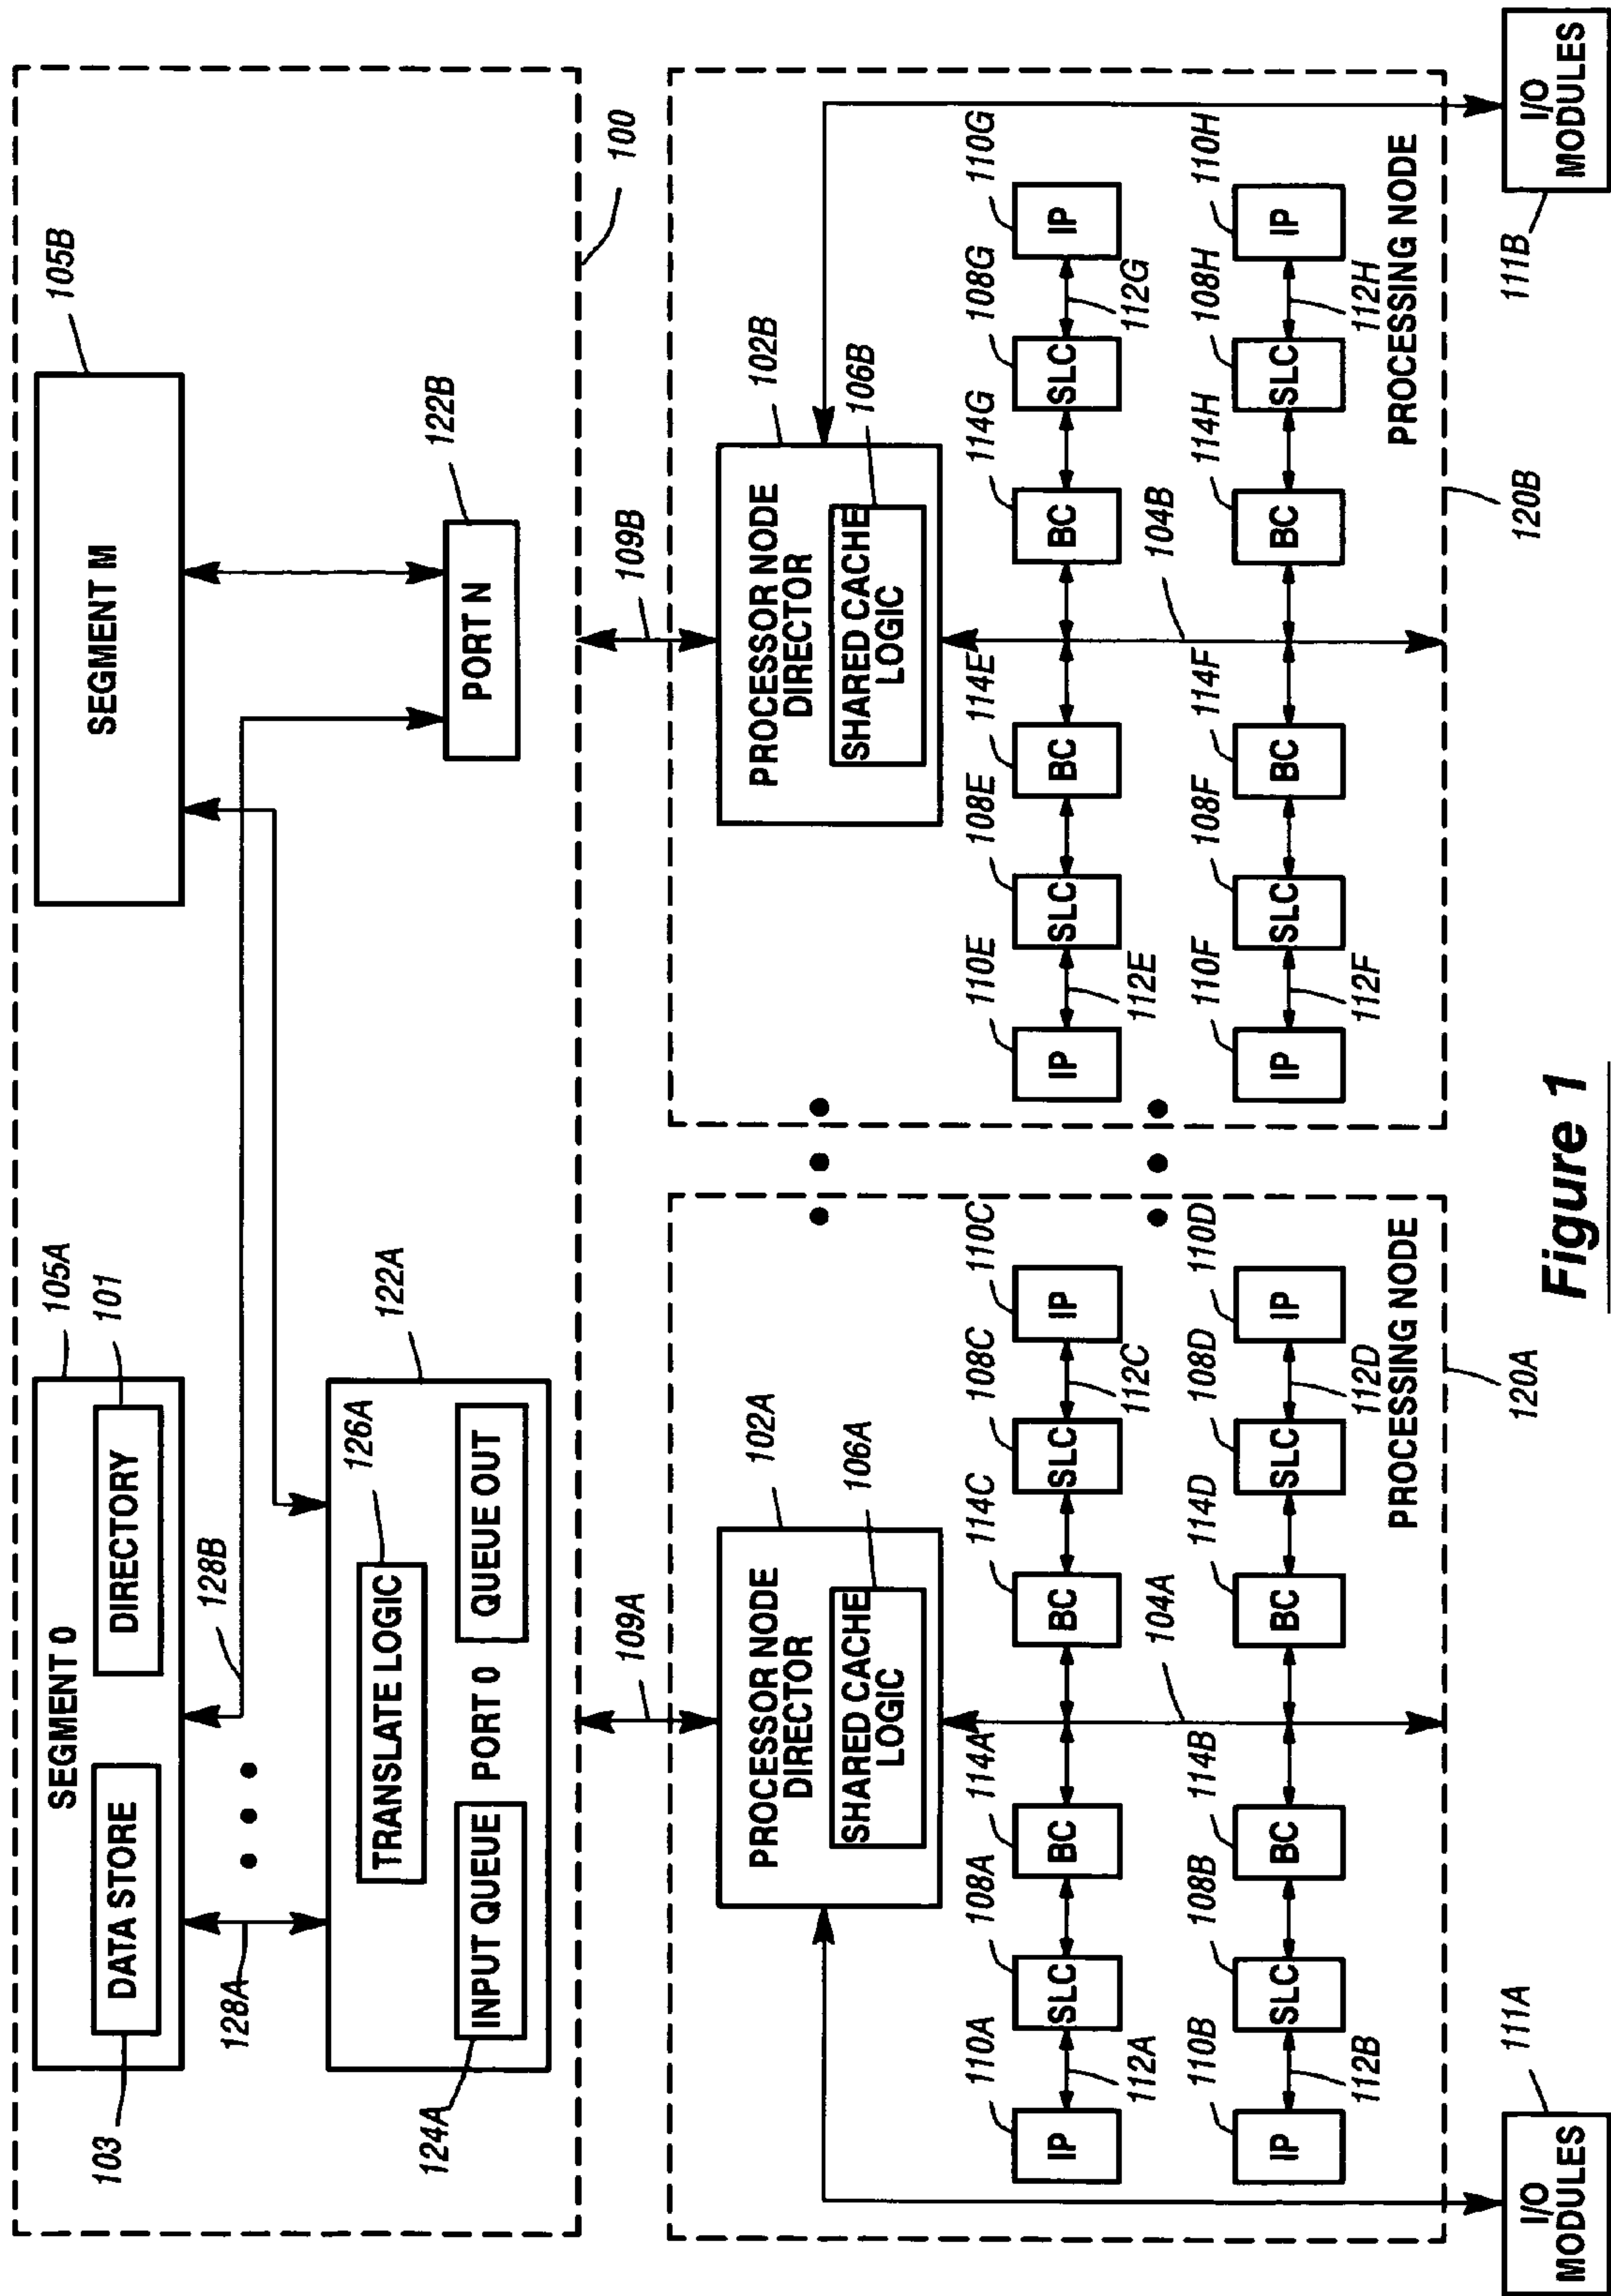 105A
SEGMENT 0
101
103
DATA STORE
DIRECTORY
105B
SEGMENT M
128A
128B
122A
126A
TRANSLATE LOGIC
124A
INPUT QUEUE
PORT 0
QUEUE OUT
122B
PORT N
100
109A
109B
102A
PROCESSOR NODE
DIRECTOR
106A
SHARED CACHE
LOGIC
102B
PROCESSOR NODE
DIRECTOR
106B
SHARED CACHE
LOGIC
110A
108A
114A
114C
108C
110C
IP
SLC
BC
BC
SLC
IP
112A
104A
112C
110B
108B
114B
114D
108D
110D
IP
SLC
BC
BC
SLC
IP
112B
112D
PROCESSING NODE
120A
110E
108E
114E
114G
108G
110G
IP
SLC
BC
BC
SLC
IP
112E
104B
112G
110F
108F
114F
114H
108H
110H
IP
SLC
BC
BC
SLC
IP
112F
112H
PROCESSING NODE
120B
111A
I/O
MODULES
111B
I/O
MODULES
Figure 1